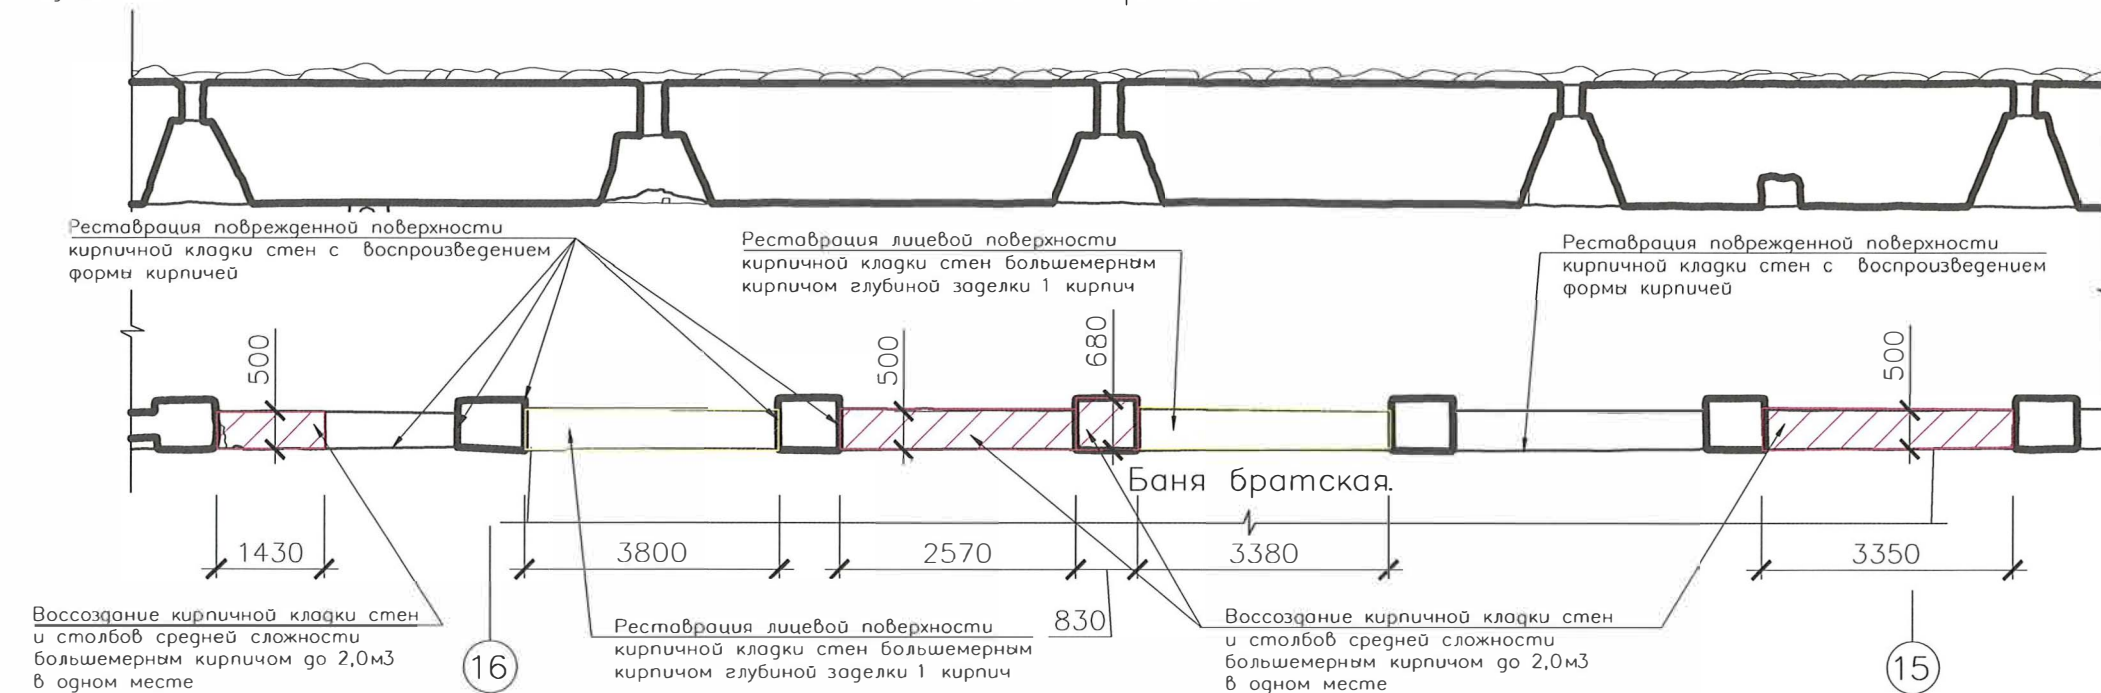 Реставрация поврежденной поверхности
кирпичной кладки стен с воспроизведением
формы кирпичей
Реставрация лицевой поверхности
кирпичной кладки стен большемерным
кирпичом глубиной заделки 1 кирпич
Реставрация поврежденной поверхности
кирпичной кладки стен с воспроизведением
формы кирпичей
500
500
680
500
Баня братская.
1430
3800
2570
3380
3350
830
Воссоздание кирпичной кладки стен
и столбов средней сложности
большемерным кирпичом до 2,0м3
в одном месте
16
Реставрация лицевой поверхности
кирпичной кладки стен большемерным
кирпичом глубиной заделки 1 кирпич
Воссоздание кирпичной кладки стен
и столбов средней сложности
большемерным кирпичом до 2,0м3
в одном месте
15